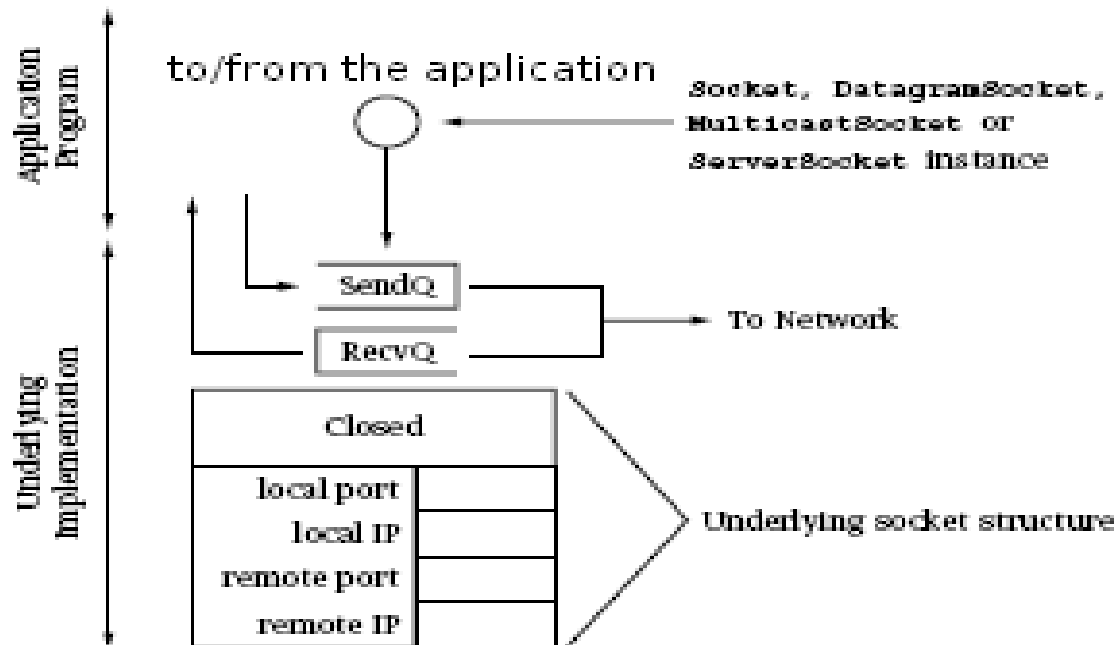 Application
Program
to/from the application
Socket, DatagramSocket,
MulticastSocket or
ServerSocket instance
Underlying
Implementation
SendQ
RecvQ
To Network
Closed
local port
local IP
remote port
remote IP
Underlying socket structure